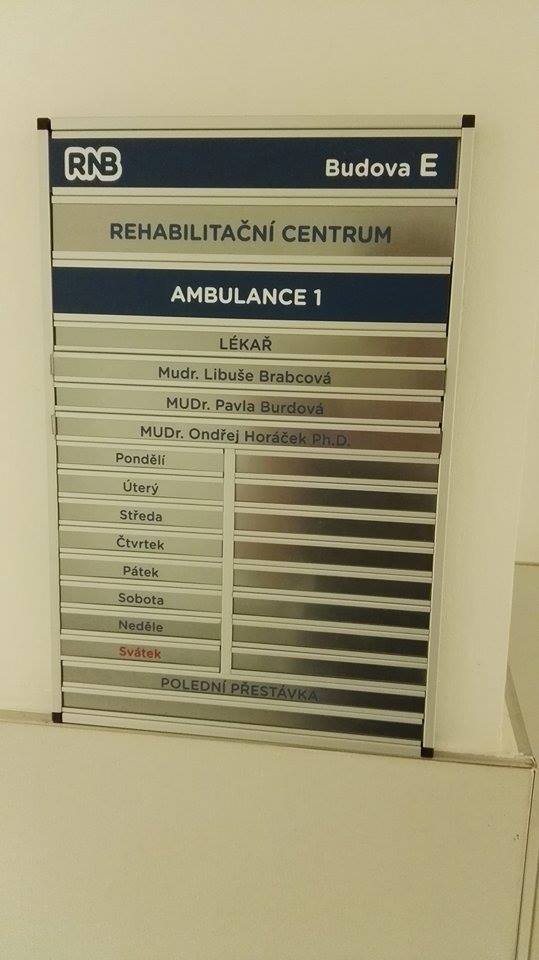 RNB
Budova E
REHABILITAČNÍ CENTRUM
AMBULANCE 1
LÉKAŘ
Mudr. Libuše Brabcová
MUDr. Pavla Burdová
MUDr. Ondřej Horáček Ph.D.
Pondělí
Úterý
Středa
Čtvrtek
Pátek
Sobota
Neděle
Svátek
POLEDNÍ PŘESTÁVKA